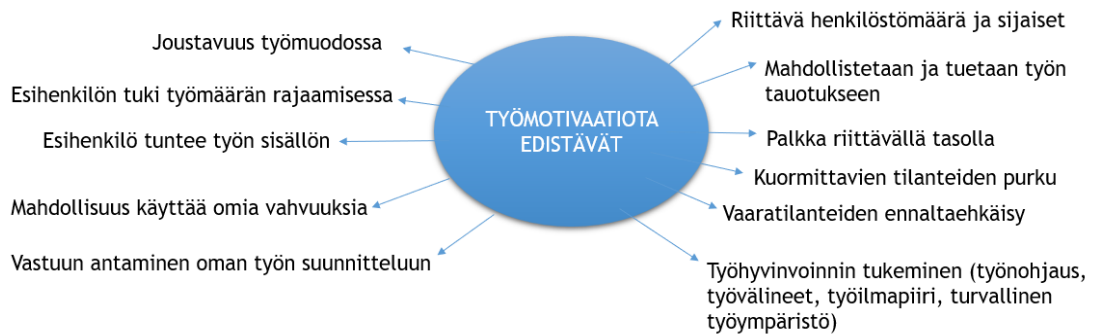 TYÖMOTIVAATIOTA
EDISTÄVÄT
Joustavuus työmuodossa
Esihenkilön tuki työmäärän rajaamisessa
Esihenkilö tuntee työn sisällön
Mahdollisuus käyttää omia vahvuuksia
Vastuun antaminen oman työn suunnitteluun
Riittävä henkilöstömäärä ja sijaiset
Mahdollistetaan ja tuetaan työn
tauotukseen
Palkka riittävällä tasolla
Kuormittavien tilanteiden purku
Vaaratilanteiden ennaltaehkäisy
Työhyvinvoinnin tukeminen (työnohjaus,
työvälineet, työilmapiiri, turvallinen
työympäristö)